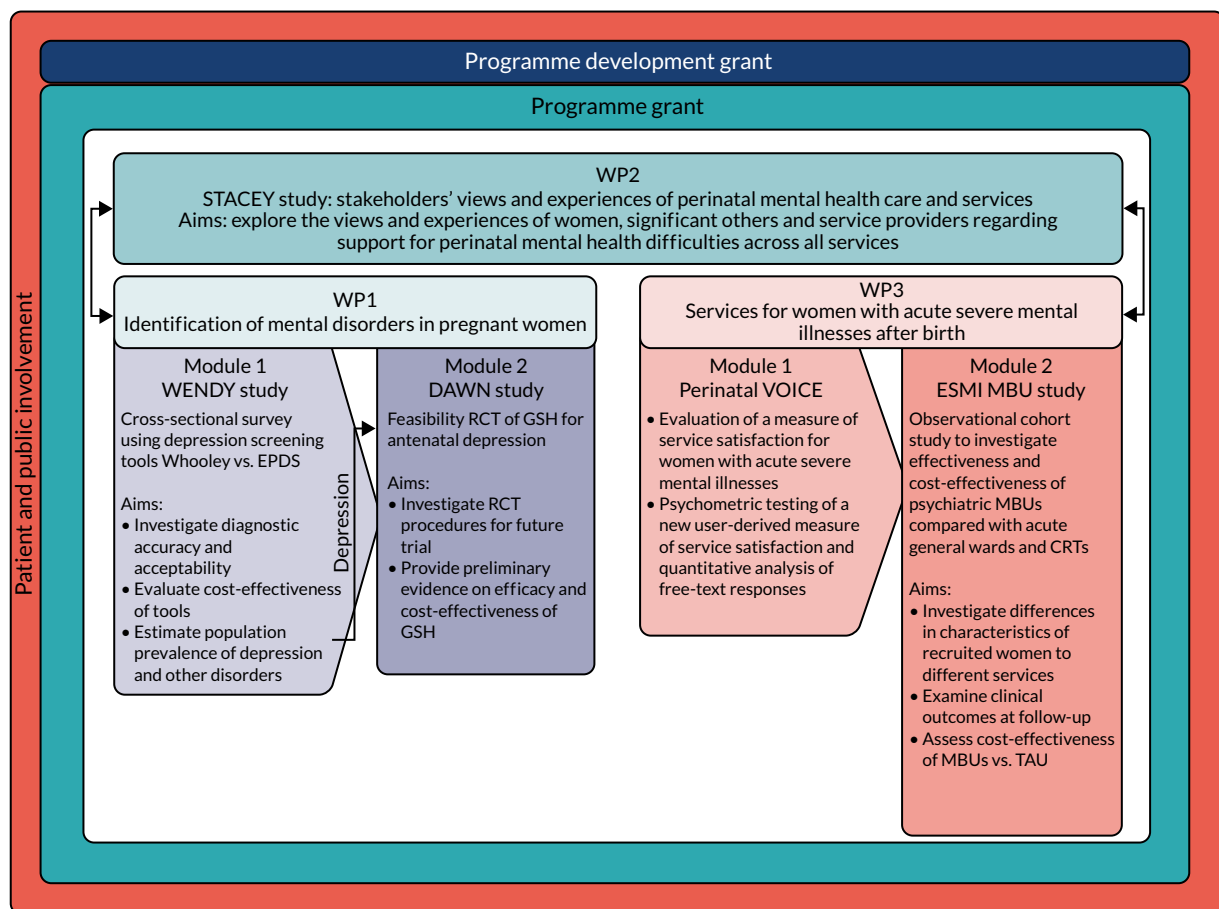 Programme development grant
Programme grant
Patient and public involvement
WP2
STACEY study: stakeholders’ views and experiences of perinatal mental health care and services
Aims: explore the views and experiences of women, significant others and service providers regarding
support for perinatal mental health difficulties across all services
WP1
Identification of mental disorders in pregnant women
Module 1
WENDY study
Cross-sectional survey
using depression screening
tools Whooley vs. EPDS
Aims:
• Investigate diagnostic
accuracy and
acceptability
• Evaluate cost-effectiveness
of tools
• Estimate population
prevalence of depression
and other disorders
Depression
Module 2
DAWN study
Feasibility RCT of GSH for
antenatal depression
Aims:
• Investigate RCT
procedures for future
trial
• Provide preliminary
evidence on efficacy and
cost-effectiveness of
GSH
WP3
Services for women with acute severe mental
illnesses after birth
Module 1
Perinatal VOICE
• Evaluation of a measure of
service satisfaction for
women with acute severe
mental illnesses
• Psychometric testing of a
new user-derived measure
of service satisfaction and
quantitative analysis of
free-text responses
Module 2
ESMI MBU study
Observational cohort
study to investigate
effectiveness and
cost-effectiveness of
psychiatric MBUs
compared with acute
general wards and CRTs
Aims:
• Investigate differences
in characteristics of
recruited women to
different services
• Examine clinical
outcomes at follow-up
• Assess cost-effectiveness
of MBUs vs. TAU